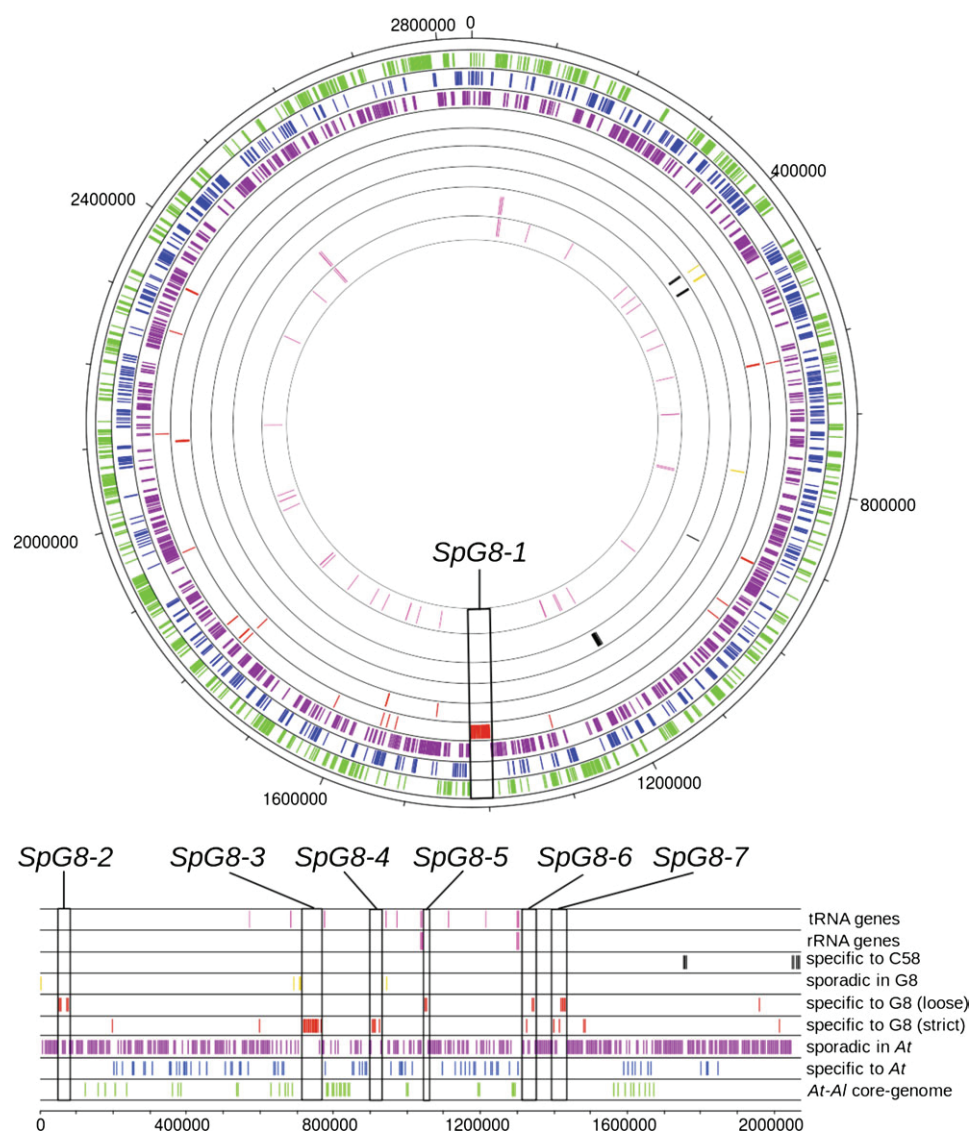 2800000 0
400000
2400000
800000
2000000
SpG8-1
1200000
1600000
SpG8-2 SpG8-3 SpG8-4 SpG8-5 SpG8-6 SpG8-7
tRNA genes
rRNA genes
specific to C58
sporadic in G8
specific to G8 (loose)
specific to G8 (strict)
sporadic in At
specific to At
At-Al core-genome
0 400000 800000 1200000 1600000 2000000